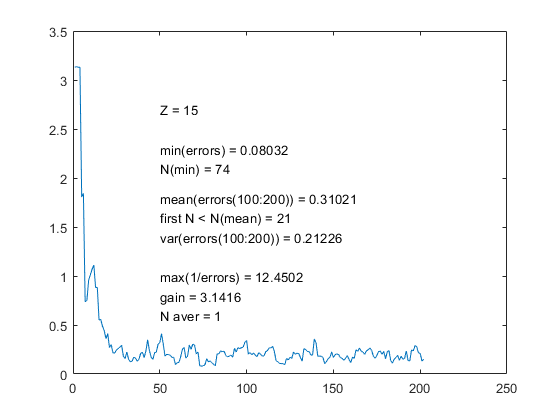 3.5
3
2.5
2
1.5
1
0.5
0
Z = 15
min(errors) = 0.08032
N(min) = 74
mean(errors(100:200)) = 0.31021
first N < N(mean) = 21
var(errors(100:200)) = 0.21226
max(1/errors) = 12.4502
gain = 3.1416
N aver = 1
0 50 100 150 200 250